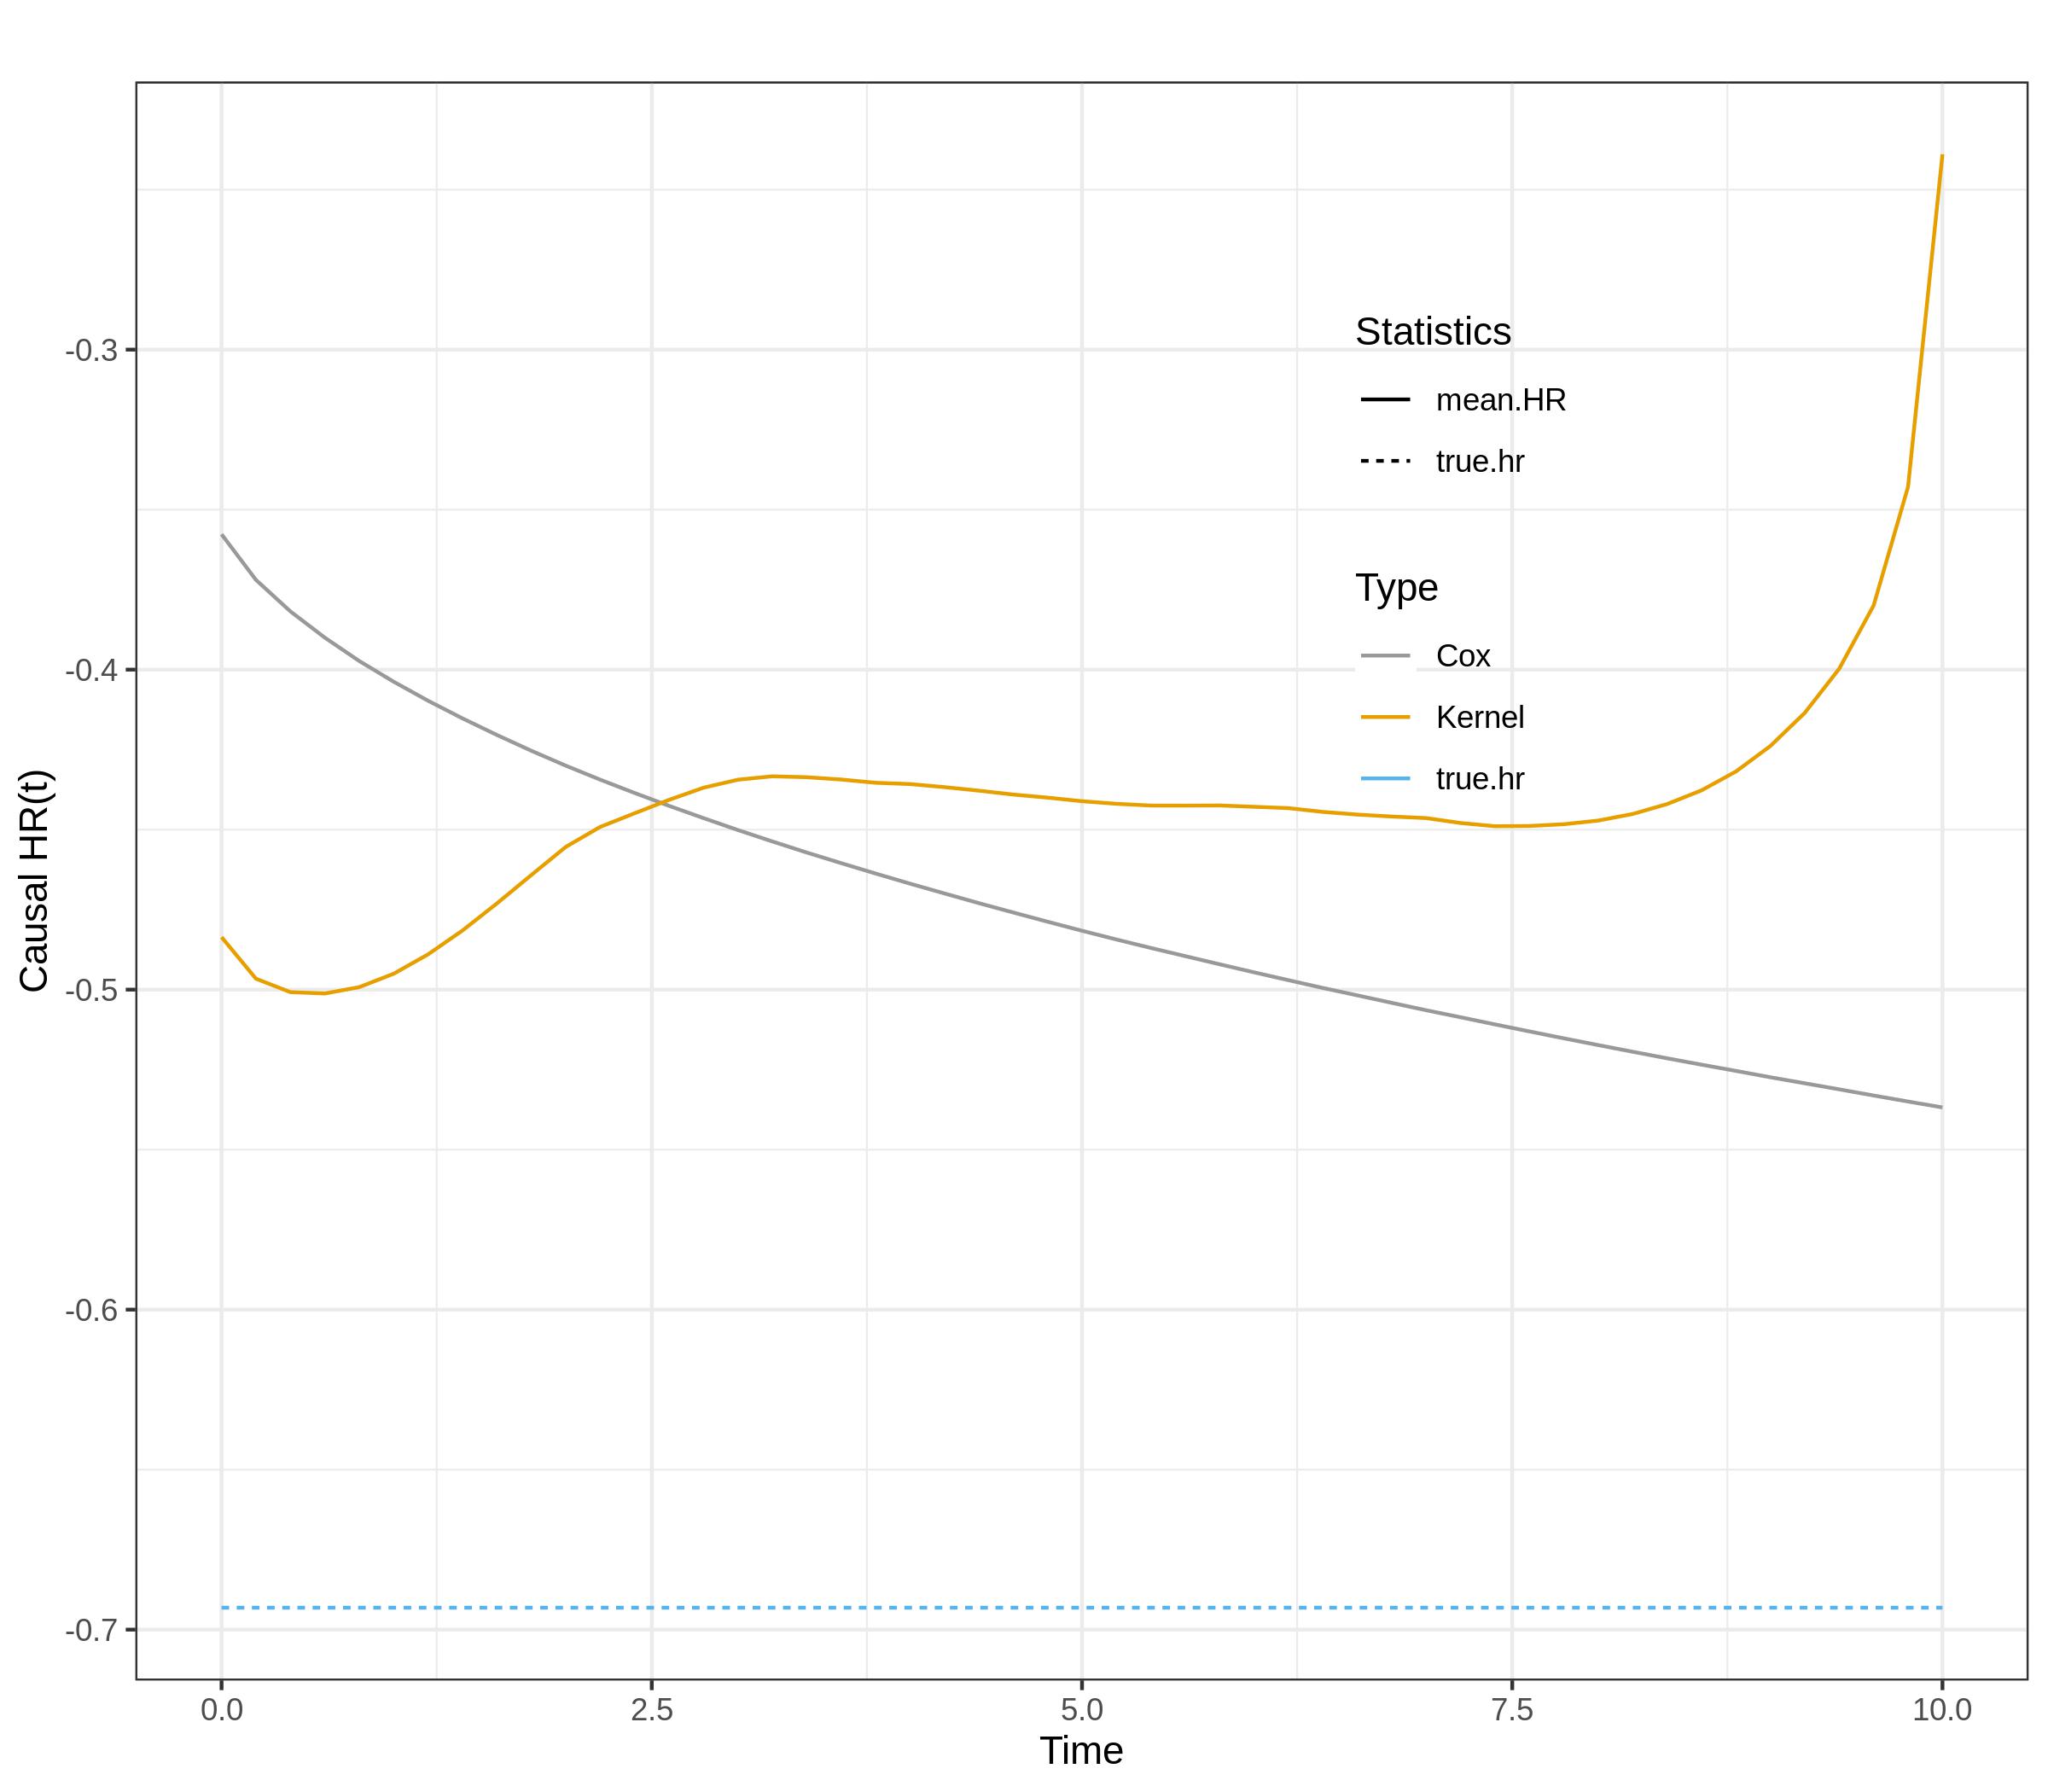 Causal HR(t)
-0.3
-0.4
-0.5
-0.6
-0.7
Statistics
mean.HR
true.hr
Type
Cox
Kernel
true.hr
0.0
2.5
5.0
7.5
10.0
Time